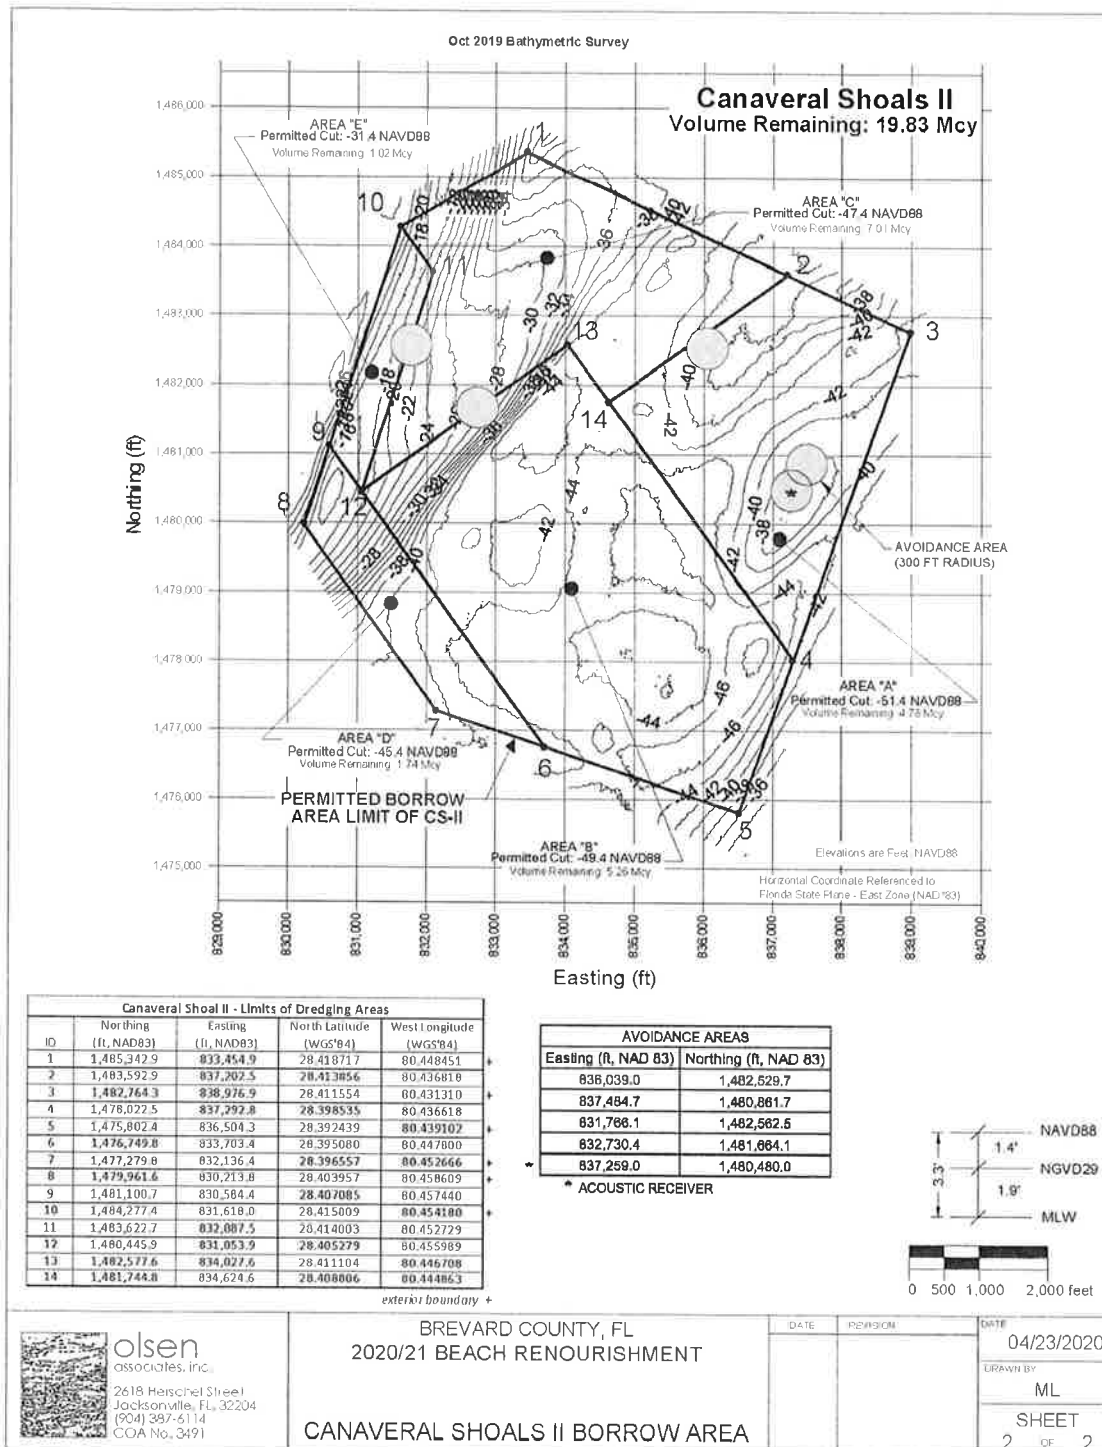 Oct 2019 Bathymetric Survey
Canaveral Shoals II
Volume Remaining: 19.83 Mcy
AREA "E"
Permitted Cut: -31.4 NAVD88
Volume Remaining 1.02 Mcy
AREA "C"
Permitted Cut: -47.4 NAVD88
Volume Remaining: 7.01 Mcy
1,486,000
1,485,000
1,484,000
1,483,000
1,482,000
1,481,000
1,480,000
1,479,000
1,478,000
1,477,000
1,476,000
1,475,000
Northing (ft)
1
2
3
4
5
6
7
8
9
10
12
13
14
AVOIDANCE AREA
(300 FT RADIUS)
AREA "A"
Permitted Cut: -51.4 NAVD88
Volume Remaining: 4.78 Mcy
AREA "D"
Permitted Cut: -45.4 NAVD88
Volume Remaining 1.74 Mcy
PERMITTED BORROW
AREA LIMIT OF CS-II
AREA "B"
Permitted Cut: -49.4 NAVD88
Volume Remaining 5.26 Mcy
Elevations are Feet, NAVD88
Horizontal Coordinate Referenced to
Florida State Plane - East Zone (NAD'83)
829,000 830,000 831,000 832,000 833,000 834,000 835,000 836,000 837,000 838,000 839,000 840,000
Easting (ft)
Canaveral Shoal II - Limits of Dredging Areas
ID Northing (ft, NAD83) Easting (ft, NAD83) North Latitude (WGS'84) West Longitude (WGS'84)
1 1,485,342.9 833,454.9 28.418717 80.448451 +
2 1,483,592.9 837,202.5 28.413856 80.436818
3 1,482,764.3 838,976.9 28.411554 80.431310 +
4 1,478,022.5 837,292.8 28.398535 80.436618
5 1,475,802.4 836,504.3 28.392439 80.439102 +
6 1,476,749.8 833,703.4 28.395080 80.447800
7 1,477,279.8 832,136.4 28.396557 80.452666 +
8 1,479,961.6 830,213.8 28.403957 80.458609 +
9 1,481,100.7 830,584.4 28.407085 80.457440
10 1,484,277.4 831,618.0 28.415009 80.454180 +
11 1,483,622.7 832,087.5 28.414003 80.452729
12 1,480,445.9 831,053.9 28.405279 80.455989
13 1,482,577.6 834,027.6 28.411104 80.446708
14 1,481,744.8 834,624.6 28.408806 80.444863
exterior boundary +
AVOIDANCE AREAS
Easting (ft, NAD 83) Northing (ft, NAD 83)
836,039.0 1,482,529.7
837,484.7 1,480,861.7
831,766.1 1,482,562.5
832,730.4 1,481,664.1
* 837,259.0 1,480,480.0
* ACOUSTIC RECEIVER
NAVD88
1.4'
NGVD29
3.3'
1.9'
MLW
0 500 1,000 2,000 feet
olsen
associates, inc.
2618 Herschel Street
Jacksonville, FL 32204
(904) 387-6114
COA No. 3491
BREVARD COUNTY, FL
2020/21 BEACH RENOURISHMENT
CANAVERAL SHOALS II BORROW AREA
DATE REVISION
DATE
04/23/2020
DRAWN BY
ML
SHEET
2 OF 2